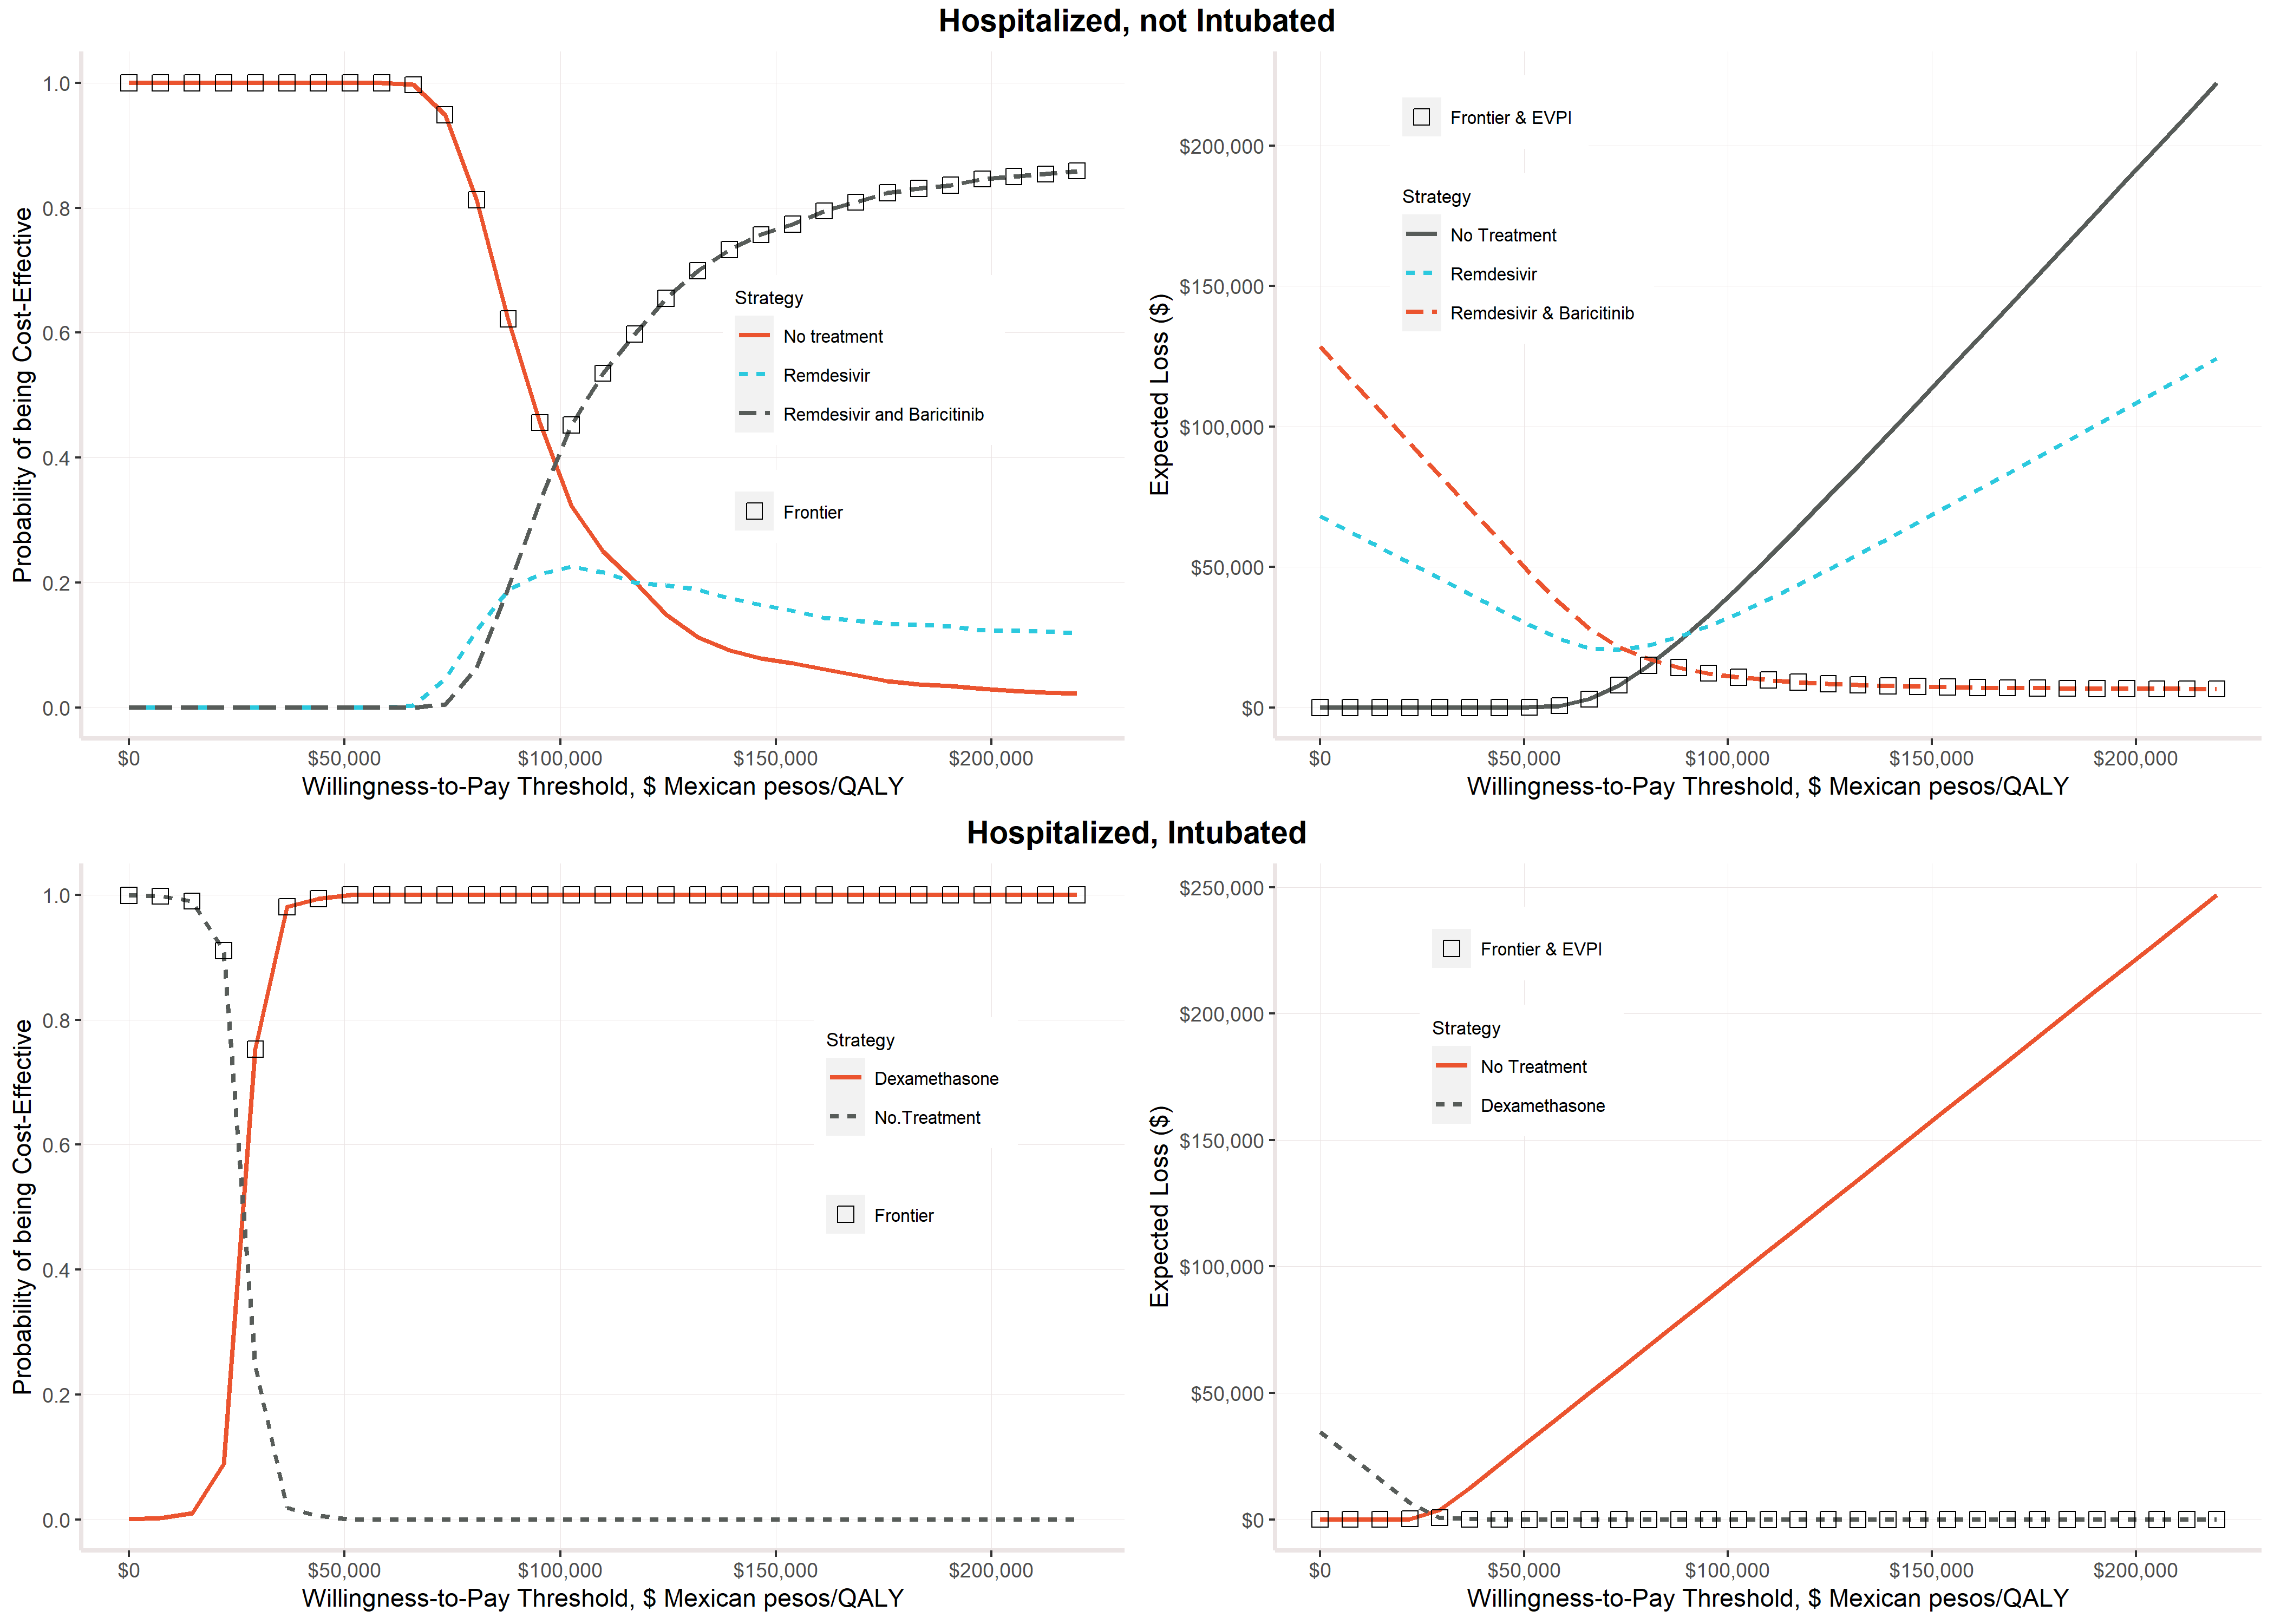 Hospitalized, not Intubated
Probability of being Cost-Effective
1.0
0.8
0.6
0.4
0.2
0.0
$0
$50,000
$100,000
$150,000
$200,000
Willingness-to-Pay Threshold, $ Mexican pesos/QALY
Strategy
No treatment
Remdesivir
Remdesivir and Baricitinib
Frontier
Expected Loss ($)
$200,000
$150,000
$100,000
$50,000
$0
$0
$50,000
$100,000
$150,000
$200,000
Willingness-to-Pay Threshold, $ Mexican pesos/QALY
Frontier & EVPI
Strategy
No Treatment
Remdesivir
Remdesivir & Baricitinib
Hospitalized, Intubated
Probability of being Cost-Effective
1.0
0.8
0.6
0.4
0.2
0.0
$0
$50,000
$100,000
$150,000
$200,000
Willingness-to-Pay Threshold, $ Mexican pesos/QALY
Strategy
Dexamethasone
No.Treatment
Frontier
Expected Loss ($)
$250,000
$200,000
$150,000
$100,000
$50,000
$0
$0
$50,000
$100,000
$150,000
$200,000
Willingness-to-Pay Threshold, $ Mexican pesos/QALY
Frontier & EVPI
Strategy
No Treatment
Dexamethasone